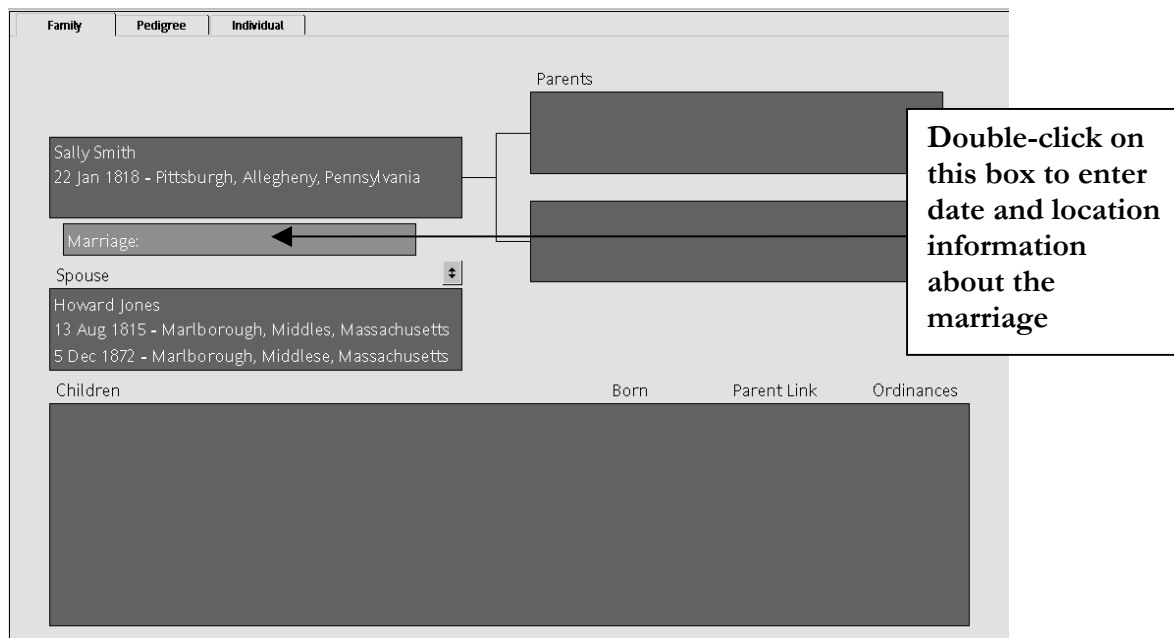 Family Pedigree Individual
Parents
Sally Smith
22 Jan 1818 - Pittsburgh, Allegheny, Pennsylvania
Marriage:
Spouse
Howard Jones
13 Aug 1815 - Marlborough, Middles, Massachusetts
5 Dec 1872 - Marlborough, Middlese, Massachusetts
Children Born Parent Link Ordinances
Double-click on
this box to enter
date and location
information
about the
marriage